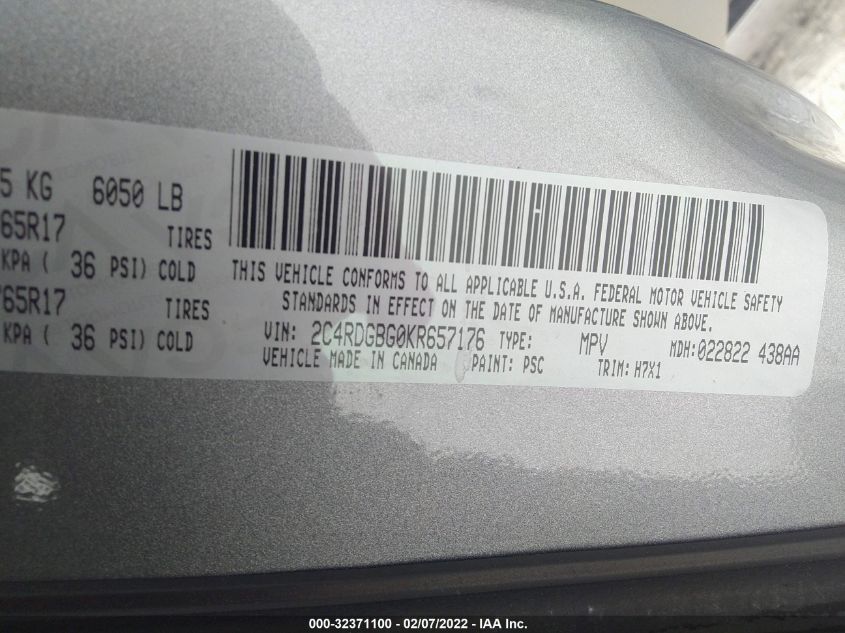 5 KG 6050 LB
65R17 TIRES
KPA ( 36 PSI) COLD
65R17 TIRES
KPA ( 36 PSI) COLD
THIS VEHICLE CONFORMS TO ALL APPLICABLE U.S.A. FEDERAL MOTOR VEHICLE SAFETY
STANDARDS IN EFFECT ON THE DATE OF MANUFACTURE SHOWN ABOVE.
VIN: 2C4RDGBG0KR657176 TYPE: MPV MDH:022822 438AA
VEHICLE MADE IN CANADA PAINT: PSC TRIM: H7X1
000-32371100 - 02/07/2022 - IAA Inc.